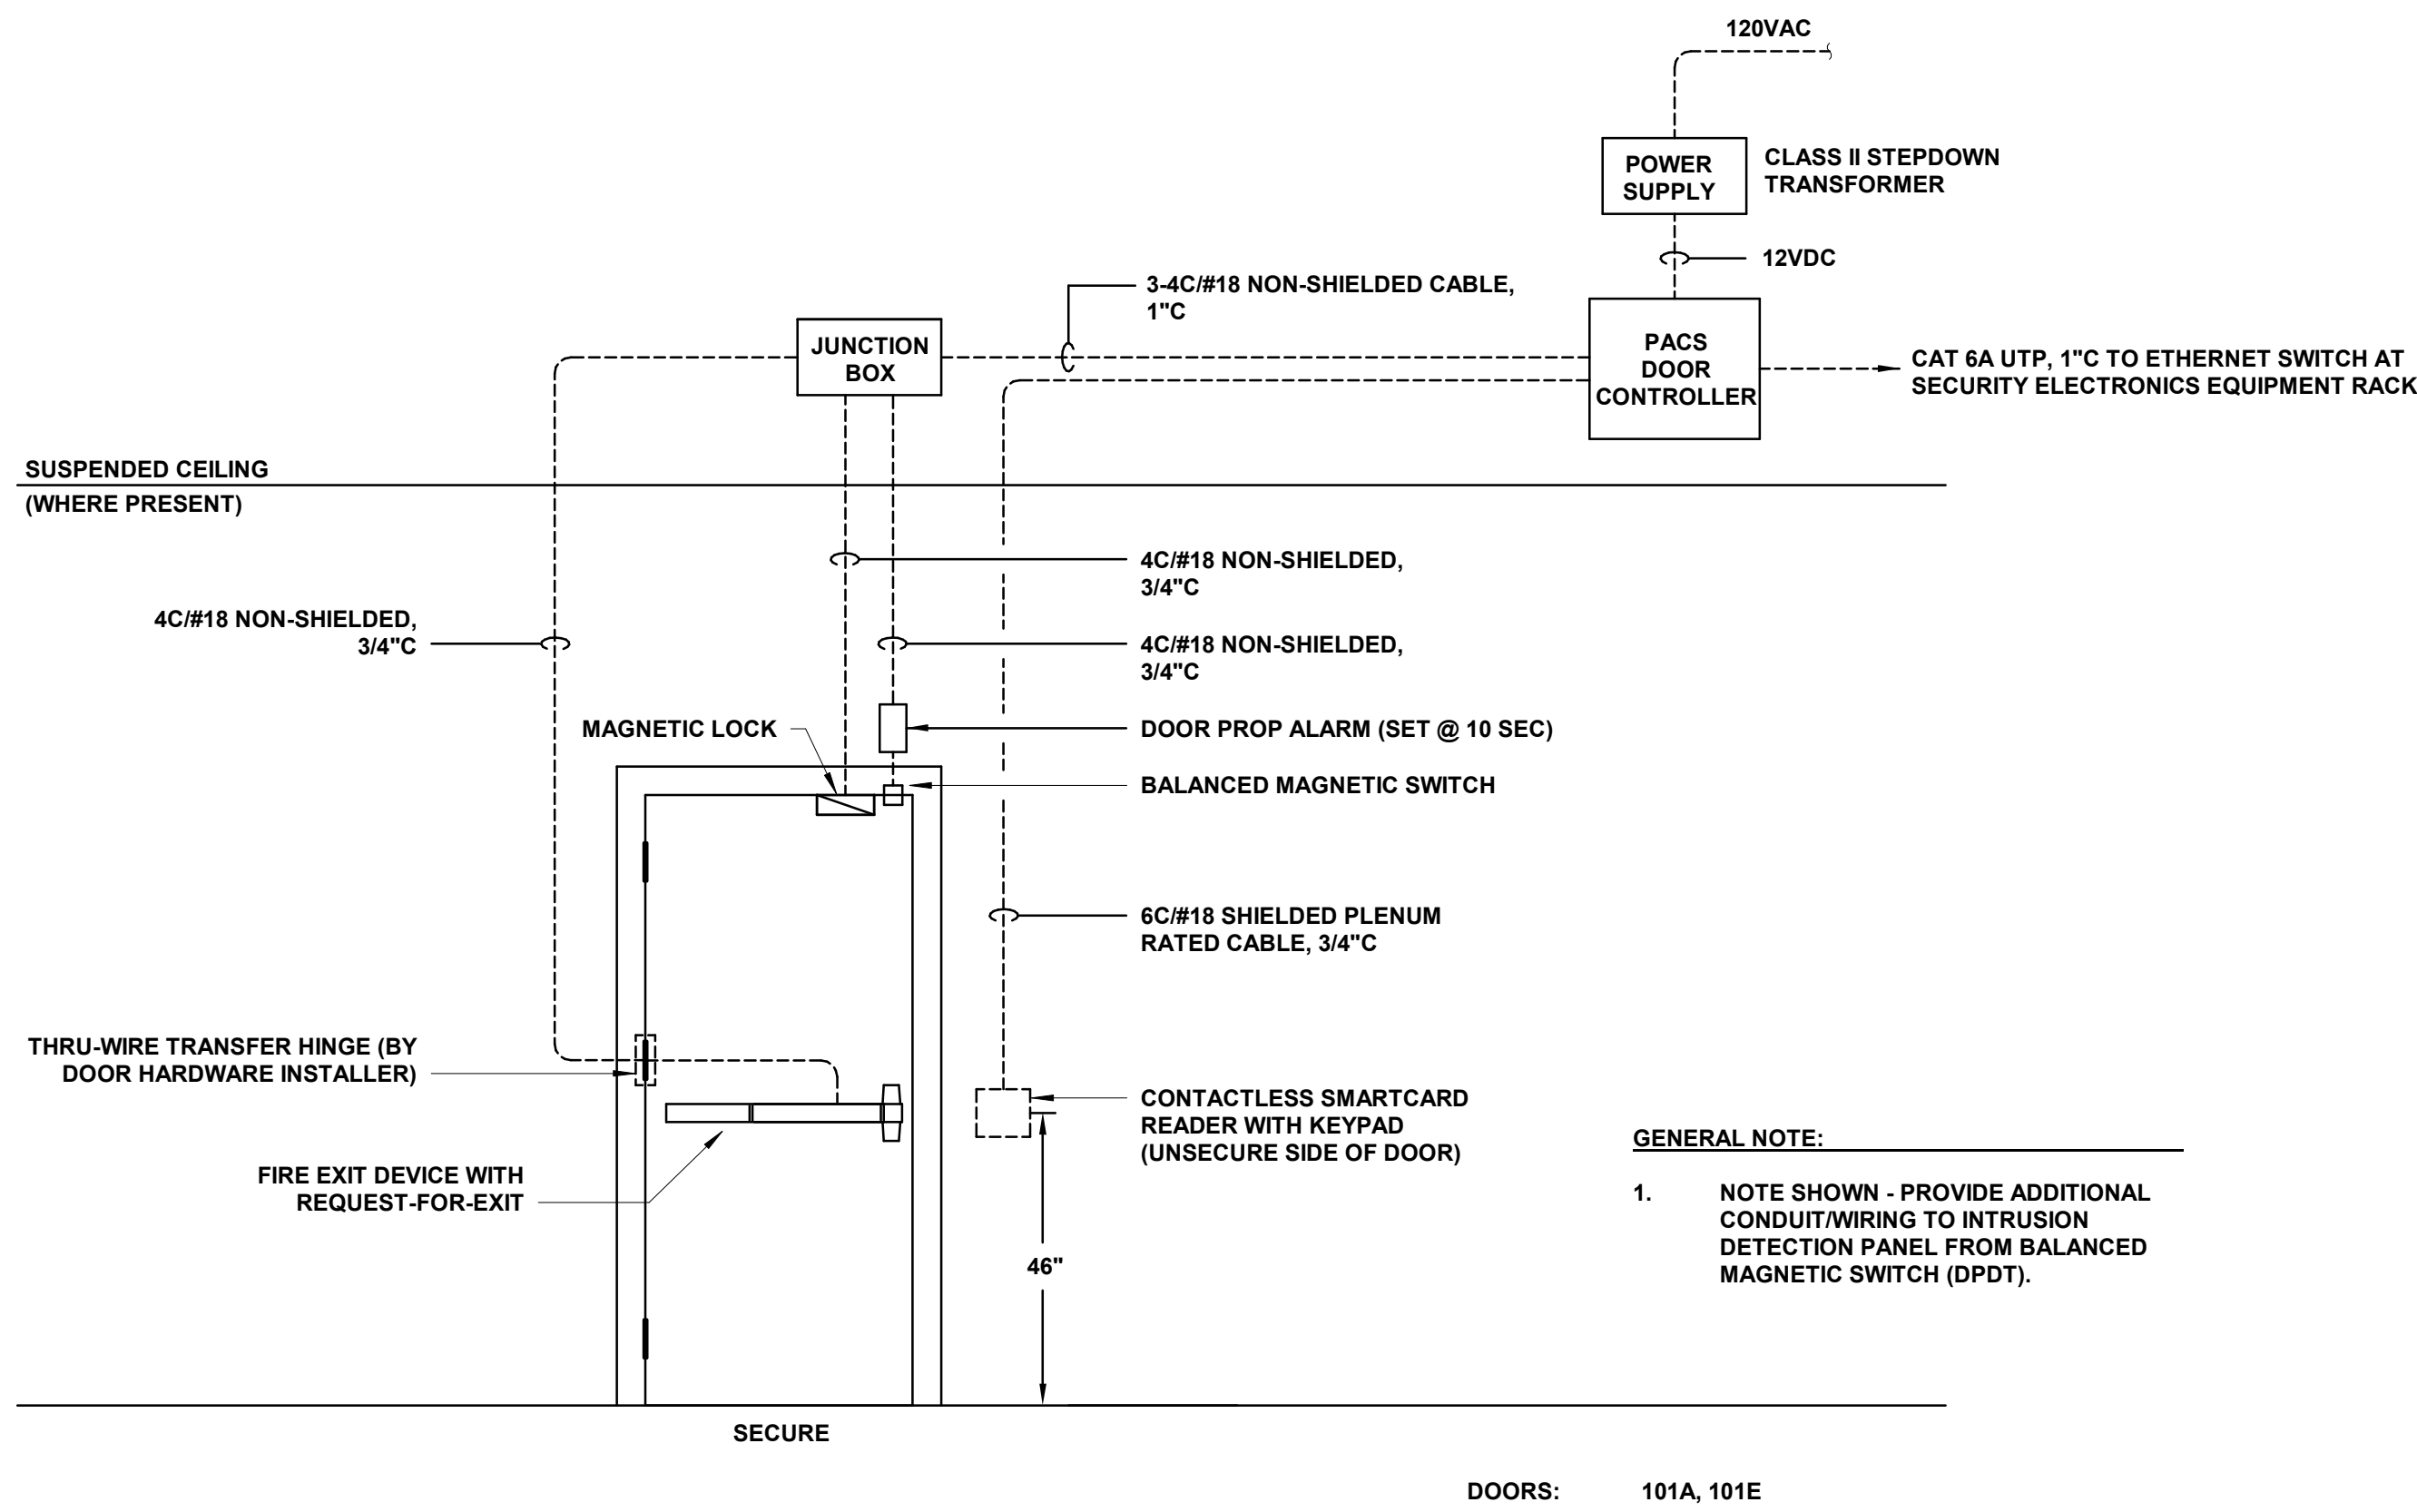 120VAC
POWER
SUPPLY
CLASS II STEPDOWN
TRANSFORMER
12VDC
3-4C/#18 NON-SHIELDED CABLE,
1"C
JUNCTION
BOX
PACS
DOOR
CONTROLLER
CAT 6A UTP, 1"C TO ETHERNET SWITCH AT
SECURITY ELECTRONICS EQUIPMENT RACK
SUSPENDED CEILING
(WHERE PRESENT)
4C/#18 NON-SHIELDED,
3/4"C
4C/#18 NON-SHIELDED,
3/4"C
4C/#18 NON-SHIELDED,
3/4"C
MAGNETIC LOCK
DOOR PROP ALARM (SET @ 10 SEC)
BALANCED MAGNETIC SWITCH
6C/#18 SHIELDED PLENUM
RATED CABLE, 3/4"C
THRU-WIRE TRANSFER HINGE (BY
DOOR HARDWARE INSTALLER)
CONTACTLESS SMARTCARD
READER WITH KEYPAD
(UNSECURE SIDE OF DOOR)
FIRE EXIT DEVICE WITH
REQUEST-FOR-EXIT
46"
GENERAL NOTE:
1. NOTE SHOWN - PROVIDE ADDITIONAL
CONDUIT/WIRING TO INTRUSION
DETECTION PANEL FROM BALANCED
MAGNETIC SWITCH (DPDT).
SECURE
DOORS: 101A, 101E